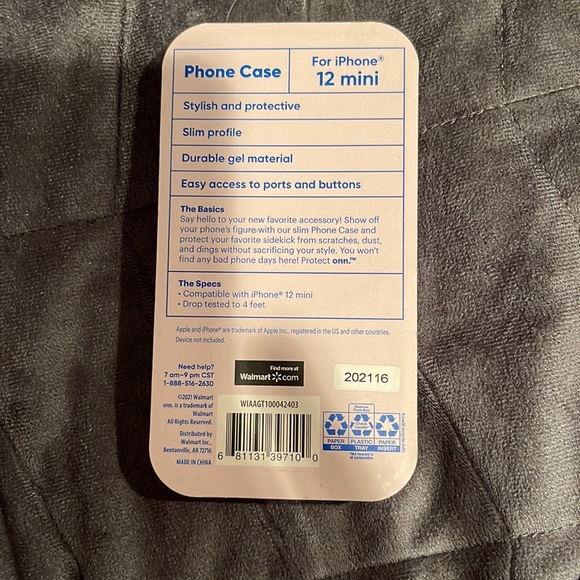 Phone Case
For iPhone®
12 mini
Stylish and protective
Slim profile
Durable gel material
Easy access to ports and buttons
The Basics
Say hello to your new favorite accessory! Show off
your phone's figure with our slim Phone Case and
protect your favorite sidekick from scratches, dust,
and dings without sacrificing your style. You won't
find any bad phone days here! Protect onn.™
The Specs
• Compatible with iPhone® 12 mini
• Drop tested to 4 feet
Apple and iPhone® are trademark of Apple Inc., registered in the US and other countries.
Device not included.
Need help?
7 am–9 pm CST
1-888-516-2630
©2021 Walmart
onn. is a trademark of
Walmart
All Rights Reserved.
Distributed by
Walmart Inc.,
Bentonville, AR 72716
MADE IN CHINA
Find more at
Walmart.com
202116
WIAAGT100042403
6 81131 39710 0
PAPER
BOX
PLASTIC
TRAY
PAPER
INSERT